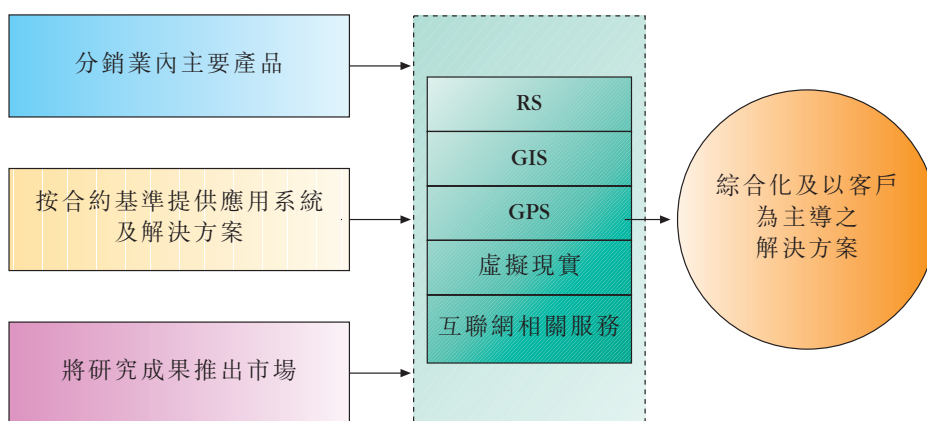 分銷業內主要產品
按合約基準提供應用系統
及解決方案
將研究成果推出市場
RS
GIS
GPS
虛擬現實
互聯網相關服務
綜合化及以客戶
為主導之
解決方案